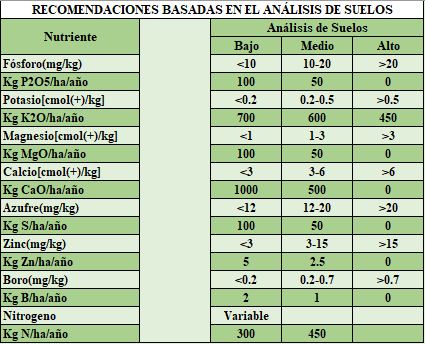 RECOMENDACIONES BASADAS EN EL ANÁLISIS DE SUELOS
Nutriente Análisis de Suelos
Bajo Medio Alto
Fósforo(mg/kg) <10 10-20 >20
Kg P2O5/ha/año 100 50 0
Potasio[cmol(+)/kg] <0.2 0.2-0.5 >0.5
Kg K2O/ha/año 700 600 450
Magnesio[cmol(+)/kg] <1 1-3 >3
Kg MgO/ha/año 100 50 0
Calcio[cmol(+)/kg] <3 3-6 >6
Kg CaO/ha/año 1000 500 0
Azufre(mg/kg) <12 12-20 >20
Kg S/ha/año 100 50 0
Zinc(mg/kg) <3 3-15 >15
Kg Zn/ha/año 5 2.5 0
Boro(mg/kg) <0.2 0.2-0.7 >0.7
Kg B/ha/año 2 1 0
Nitrogeno Variable
Kg N/ha/año 300 450